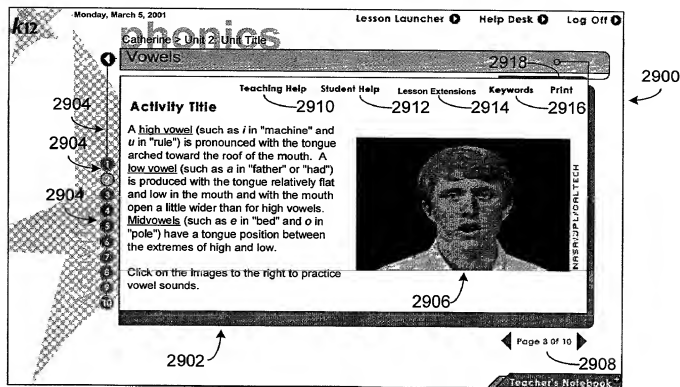 k12
Monday, March 5, 2001
Lesson Launcher
Help Desk
Log Off
phonics
Catherine > Unit 2: Unit Title
Vowels
2918
2900
Teaching Help
Student Help
Lesson Extensions
Keywords
Print
2904
2910
2912
2914
2916
Activity Title
2904
A high vowel (such as i in "machine" and
u in "rule") is pronounced with the tongue
arched toward the roof of the mouth. A
low vowel (such as a in "father" or "had")
is produced with the tongue relatively flat
and low in the mouth and with the mouth
open a little wider than for high vowels.
Midvowels (such as e in "bed" and o in
"pole") have a tongue position between
the extremes of high and low.
2904
1
3
4
5
6
7
8
9
10
NASA/JPL/CALTECH
Click on the images to the right to practice
vowel sounds.
2906
Page 3 of 10
2902
2908
Teacher's Notebook